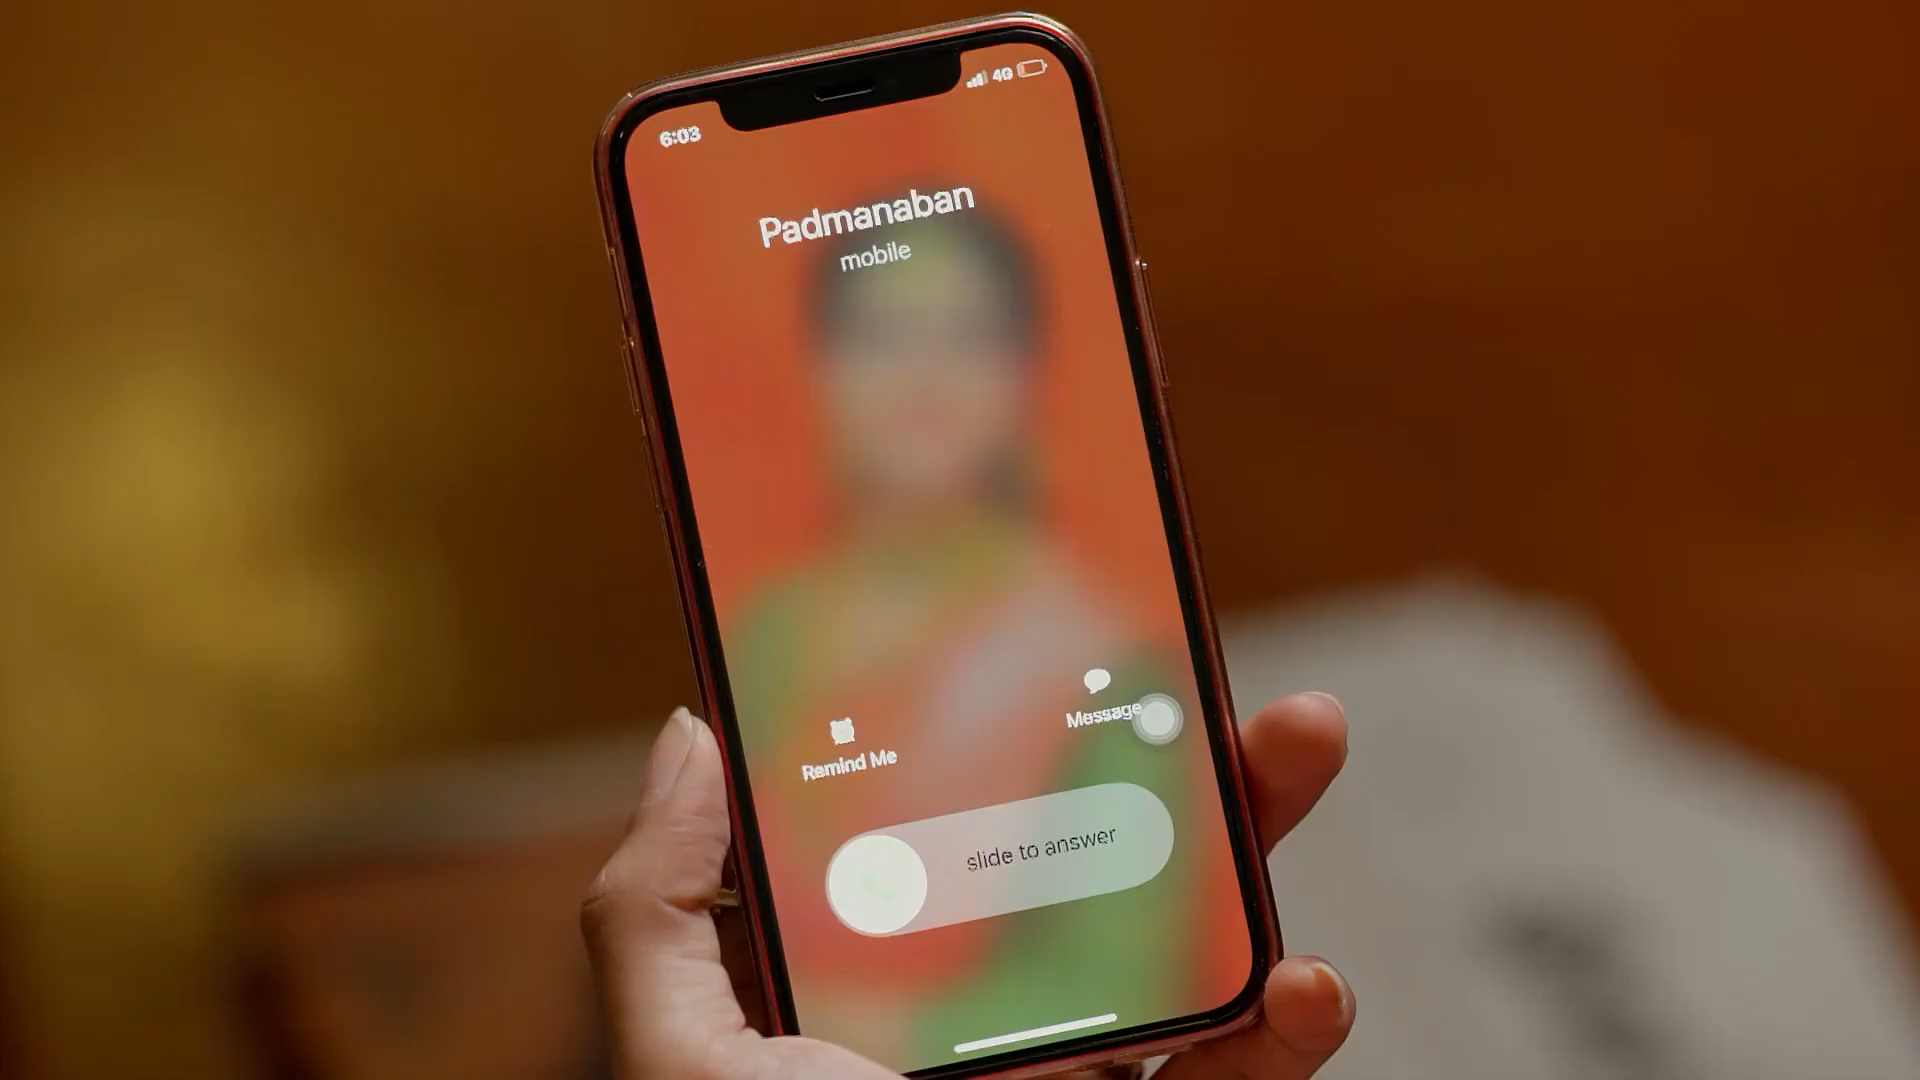 6:03
4G
Padmanaban
mobile
Message
Remind Me
slide to answer